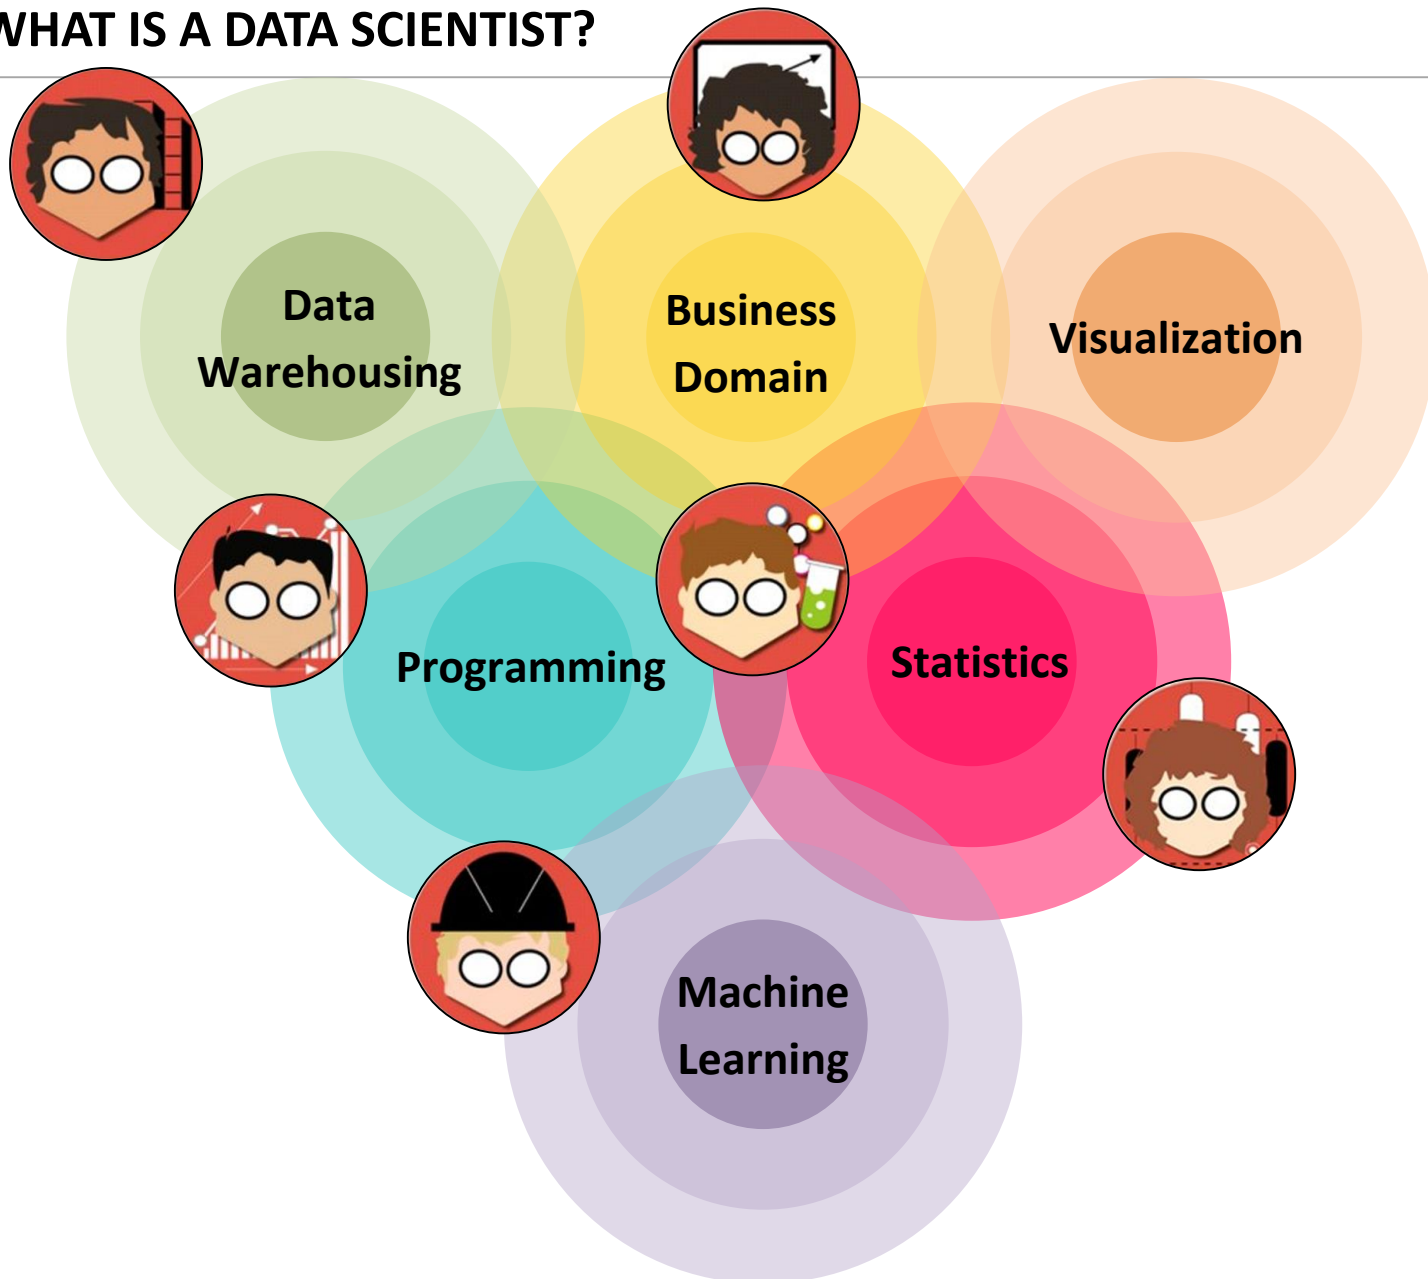 WHAT IS A DATA SCIENTIST?
Data
Warehousing
Business
Domain
Visualization
Programming
Statistics
Machine
Learning